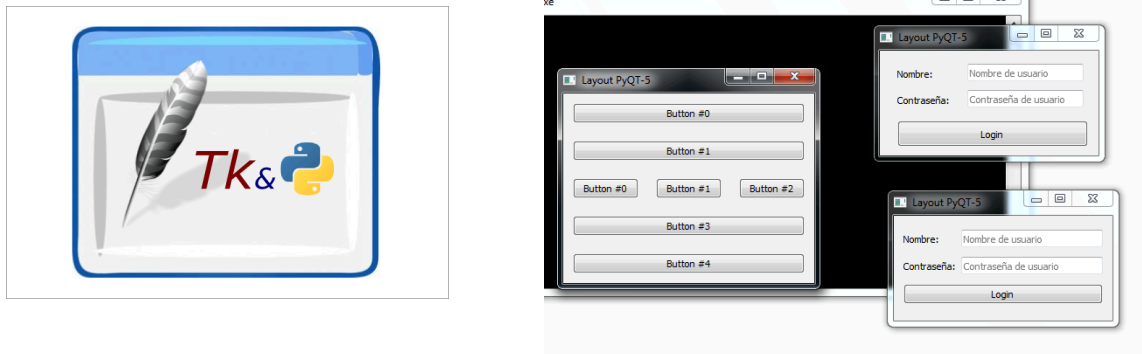 Tk&
xe
Layout PyQT-5
Button #0
Button #1
Button #0 Button #1 Button #2
Button #3
Button #4
Layout PyQT-5
Nombre: Nombre de usuario
Contraseña: Contraseña de usuario
Login
Layout PyQT-5
Nombre: Nombre de usuario
Contraseña: Contraseña de usuario
Login